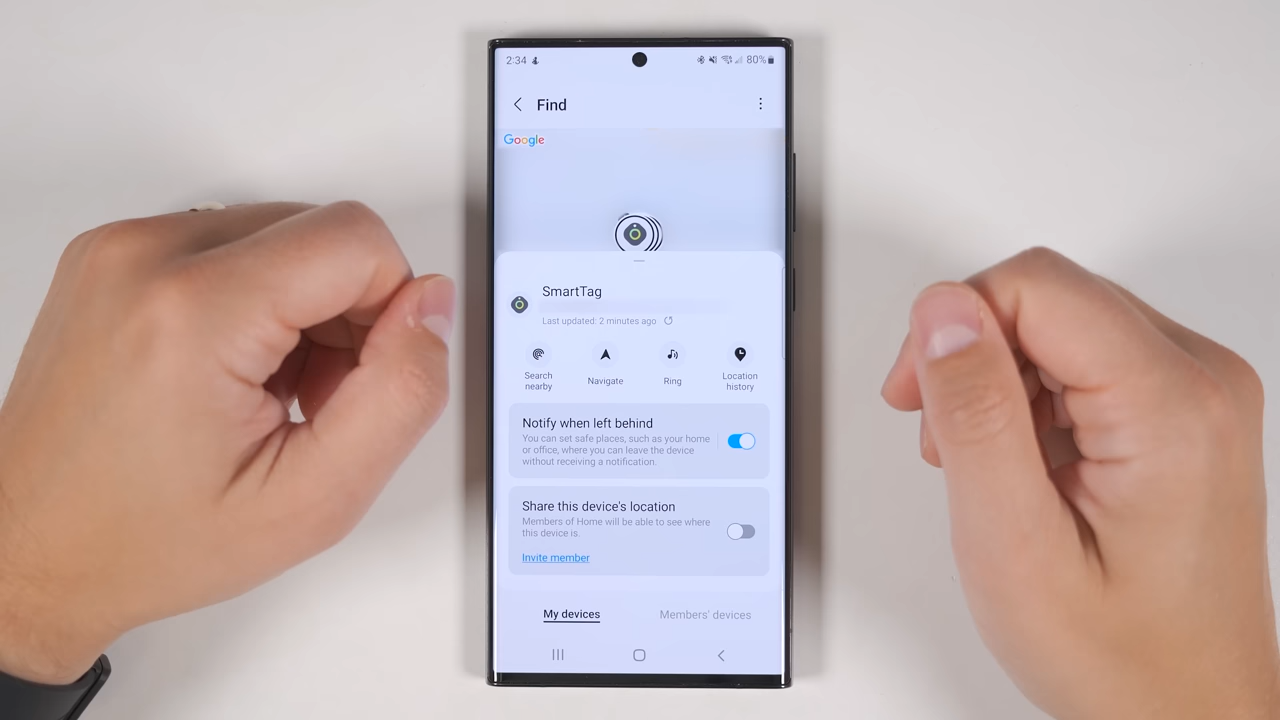 2:34
80%
Find
Google
SmartTag
Last updated: 2 minutes ago
Search
nearby
Navigate
Ring
Location
history
Notify when left behind
You can set safe places, such as your home
or office, where you can leave the device
without receiving a notification.
Share this device's location
Members of Home will be able to see where
this device is.
Invite member
My devices
Members' devices